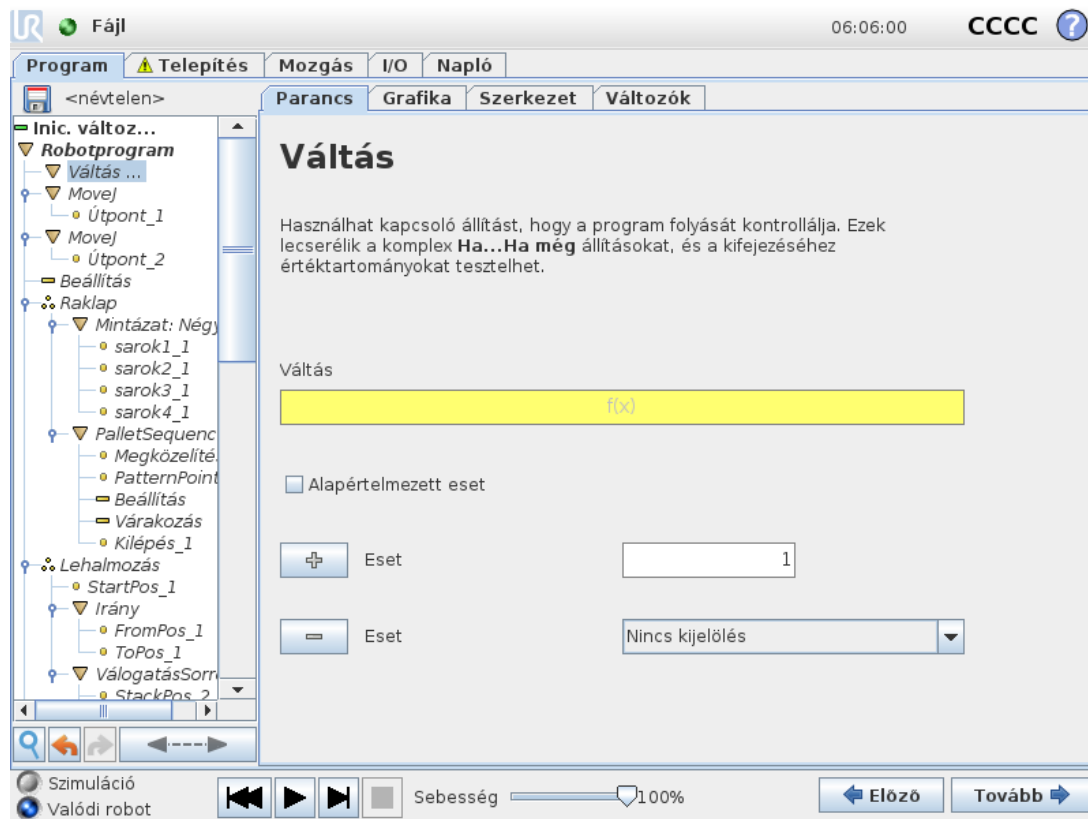 UR Fájl 06:06:00 CCCC ?
Program Telepítés Mozgás I/O Napló
<névtelen>
Parancs Grafika Szerkezet Változók
Inic. változ...
Robotprogram
Váltás ...
MoveJ
Útpont_1
MoveJ
Útpont_2
Beállítás
Raklap
Mintázat: Négy
sarok1_1
sarok2_1
sarok3_1
sarok4_1
PalletSequenc
Megközelítés
PatternPoint
Beállítás
Várakozás
Kilépés_1
Lehalmozás
StartPos_1
Irány
FromPos_1
ToPos_1
VálogatásSorr
StackPos_2
Váltás
Használhat kapcsoló állítást, hogy a program folyását kontrollálja. Ezek
lecserélik a komplex Ha...Ha még állításokat, és a kifejezéséhez
értéktartományokat tesztelhet.
Váltás
f(x)
Alapértelmezett eset
Eset 1
Eset Nincs kijelölés
Szimuláció
Valódi robot
Sebesség 100%
Előző Tovább